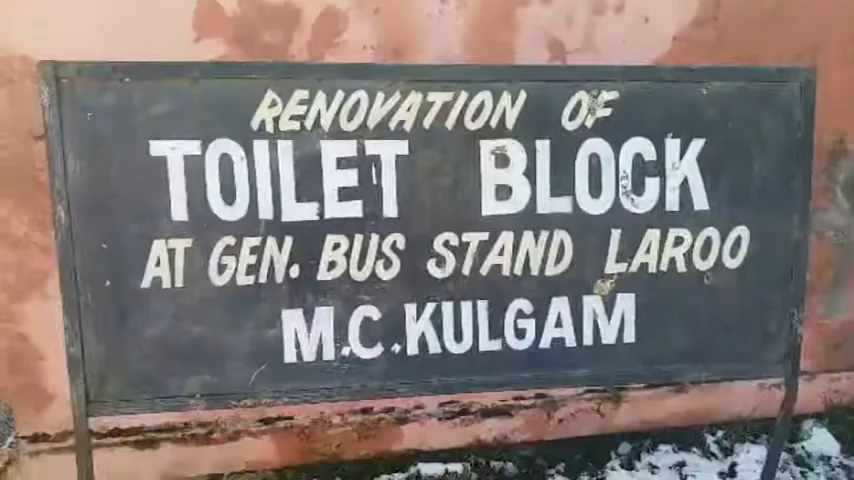 RENOVATION OF
TOILET BLOCK
AT GEN. BUS STAND LAROO
M.C.KULGAM